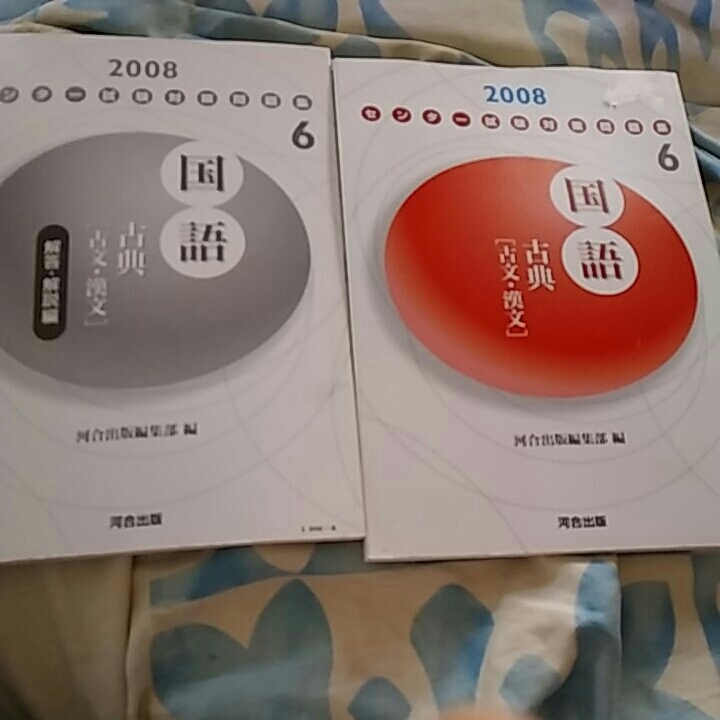 2008
ンター試験対策問題集
6
国語
古典
[古文・漢文]
解答・解説編
河合出版編集部 編
河合出版
2008
センター試験対策問題集
6
国語
古典
[古文・漢文]
河合出版編集部 編
河合出版